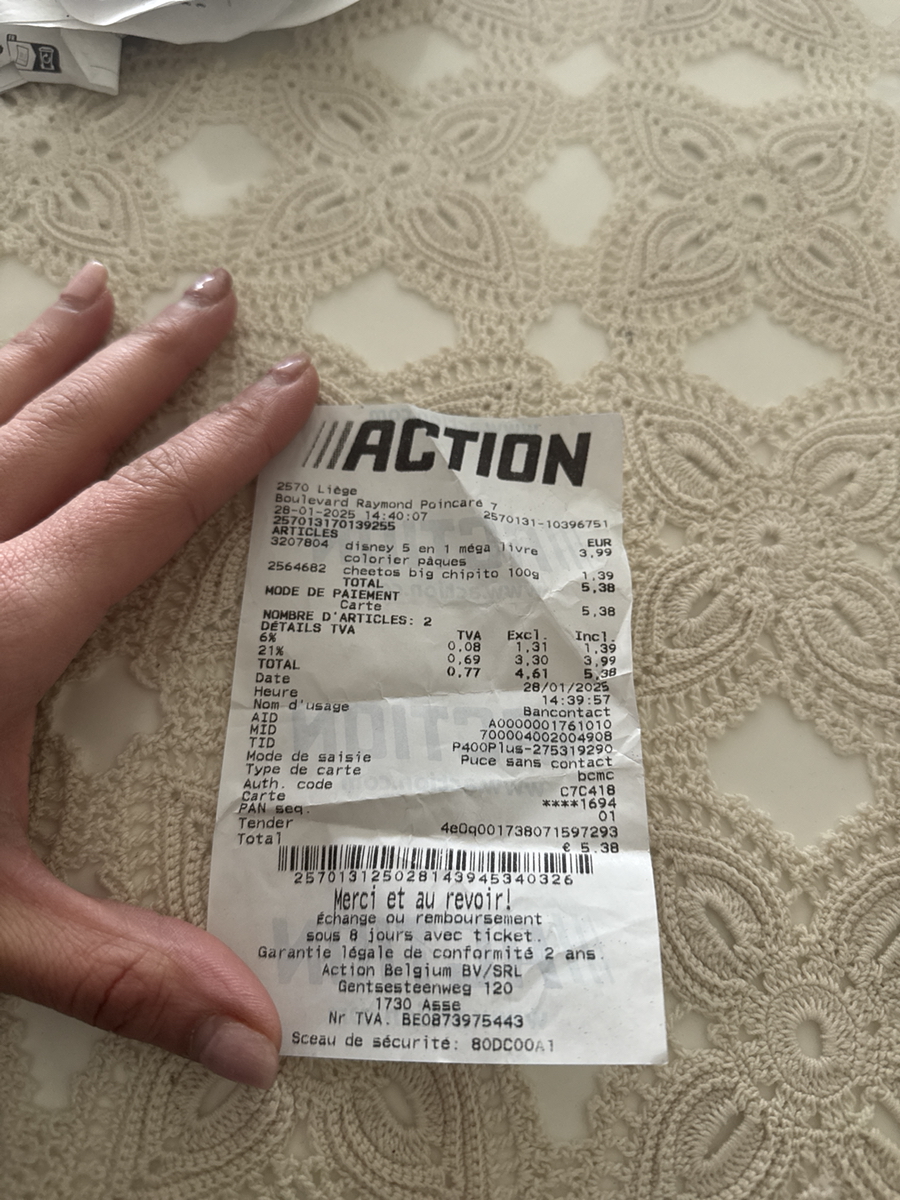 ///ACTION
2570 Liège
Boulevard Raymond Poincaré 7
28-01-2025 14:40:07 2570131-10396751
257013170139255
ARTICLES EUR
3207804 disney 5 en 1 méga livre 3,99
colorier pâques
2564682 cheetos big chipito 100g 1,39
TOTAL 5,38
MODE DE PAIEMENT
Carte 5,38
NOMBRE D'ARTICLES: 2
DÉTAILS TVA TVA Excl. Incl.
6% 0,08 1,31 1,39
21% 0,69 3,30 3,99
TOTAL 0,77 4,61 5,38
Date 28/01/2025
Heure 14:39:57
Nom d'usage Bancontact
AID A0000001761010
MID 700004002004908
TID P400Plus-275319290
Mode de saisie Puce sans contact
Type de carte bcmc
Auth. code C7C418
Carte ****1694
PAN seq. 01
Tender 4e0q001738071597293
Total € 5.38
257013125028143945340326
Merci et au revoir!
Échange ou remboursement
sous 8 jours avec ticket.
Garantie légale de conformité 2 ans.
Action Belgium BV/SRL
Gentsesteenweg 120
1730 Asse
Nr TVA. BE0873975443
Sceau de sécurité: 80DC00A1